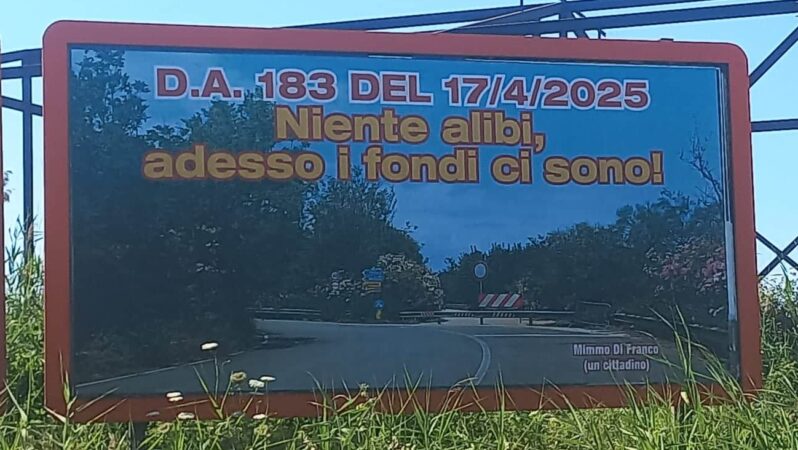 D.A. 183 DEL 17/4/2025
Niente alibi,
adesso i fondi ci sono!
Mimmo Di Franco
(un cittadino)